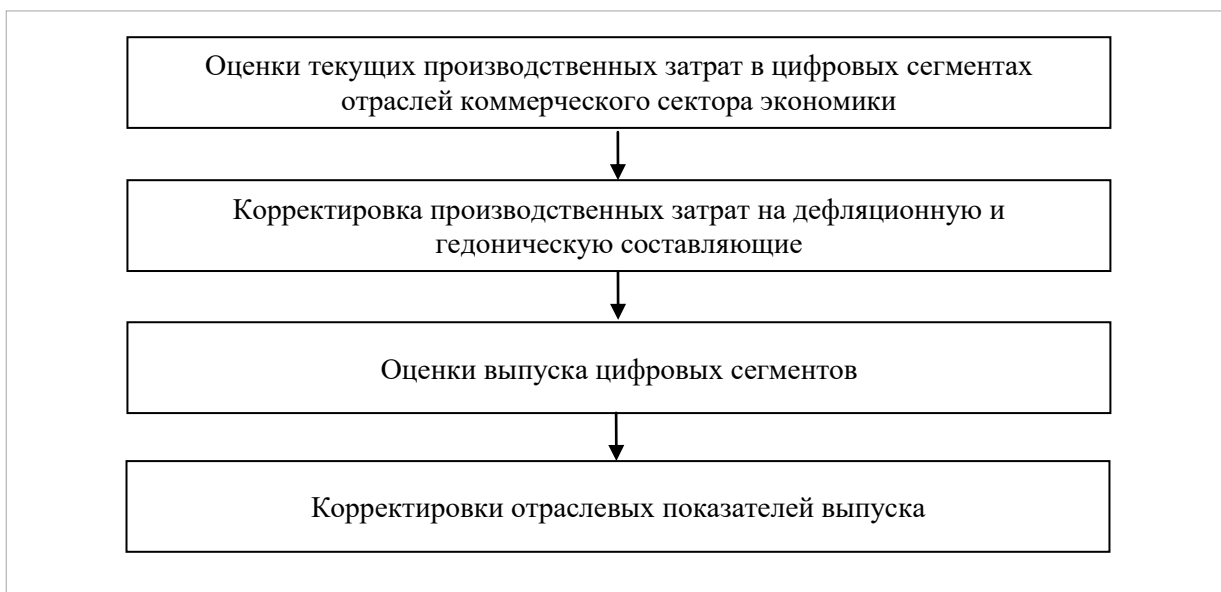 Оценки текущих производственных затрат в цифровых сегментах
отраслей коммерческого сектора экономики
Корректировка производственных затрат на дефляционную и
гедоническую составляющие
Оценки выпуска цифровых сегментов
Корректировки отраслевых показателей выпуска